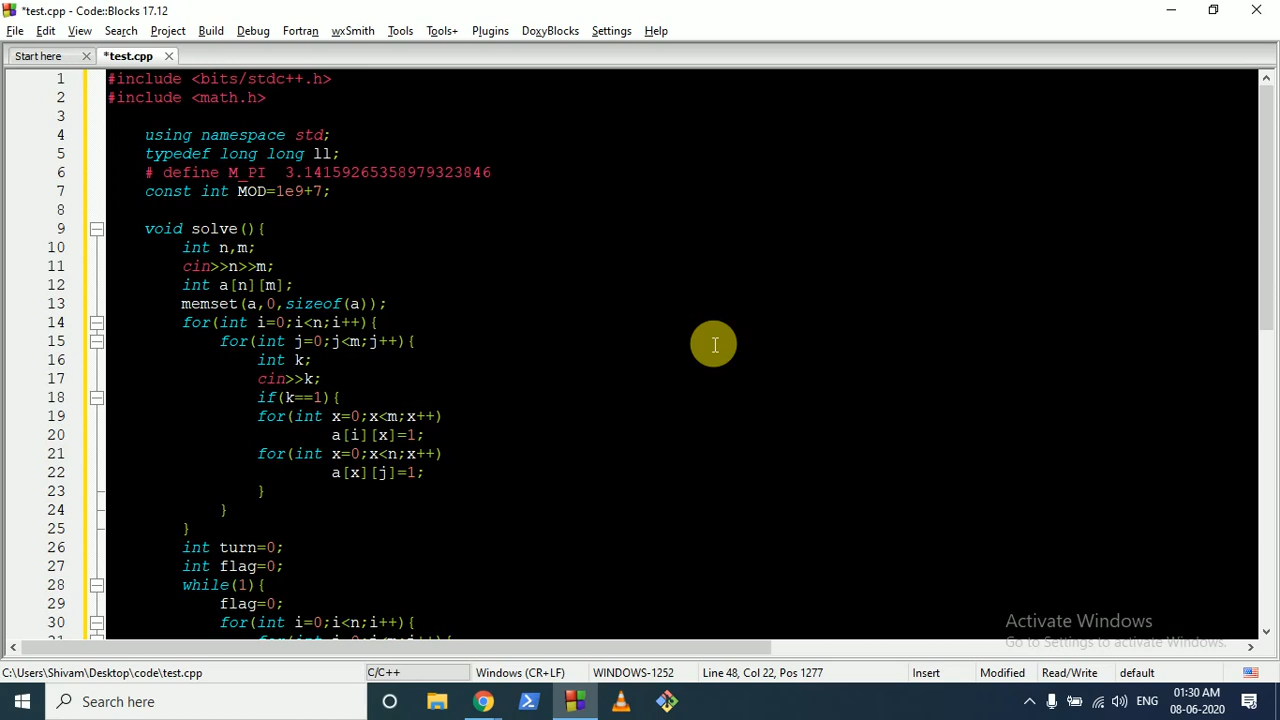 *test.cpp - Code::Blocks 17.12
File Edit View Search Project Build Debug Fortran wxSmith Tools Tools+ Plugins DoxyBlocks Settings Help
Start here *test.cpp
1 #include <bits/stdc++.h>
2 #include <math.h>
3
4 using namespace std;
5 typedef long long ll;
6 # define M_PI  3.14159265358979323846
7 const int MOD=1e9+7;
8
9 void solve(){
10 int n,m;
11 cin>>n>>m;
12 int a[n][m];
13 memset(a,0,sizeof(a));
14 for(int i=0;i<n;i++){
15 for(int j=0;j<m;j++){
16 int k;
17 cin>>k;
18 if(k==1){
19 for(int x=0;x<m;x++)
20 a[i][x]=1;
21 for(int x=0;x<n;x++)
22 a[x][j]=1;
23 }
24 }
25 }
26 int turn=0;
27 int flag=0;
28 while(1){
29 flag=0;
30 for(int i=0;i<n;i++){
Activate Windows
Go to Settings to activate Windows.
C:\Users\Shivam\Desktop\code\test.cpp C/C++ Windows (CR+LF) WINDOWS-1252 Line 48, Col 22, Pos 1277 Insert Modified Read/Write default
Search here ENG 01:30 AM
08-06-2020